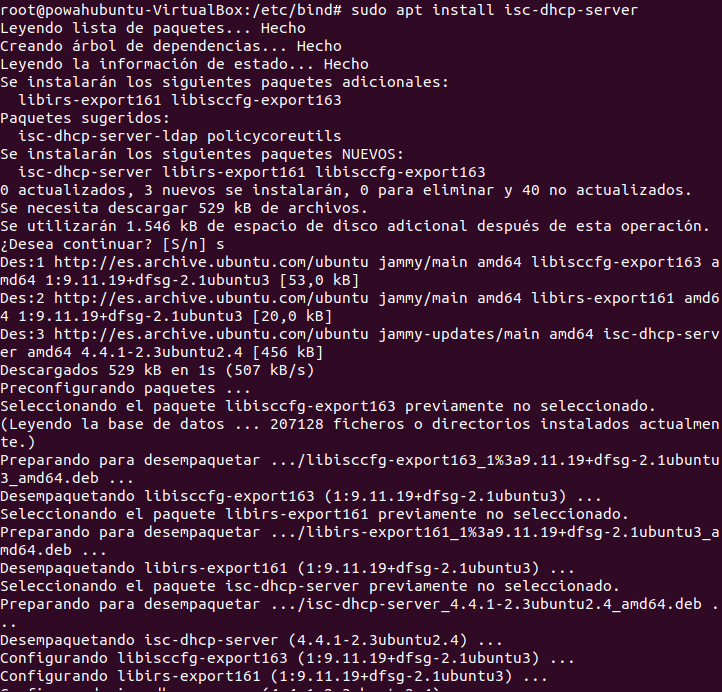 root@powahubuntu-VirtualBox:/etc/bind# sudo apt install isc-dhcp-server
Leyendo lista de paquetes... Hecho
Creando árbol de dependencias... Hecho
Leyendo la información de estado... Hecho
Se instalarán los siguientes paquetes adicionales:
  libirs-export161 libisccfg-export163
Paquetes sugeridos:
  isc-dhcp-server-ldap policycoreutils
Se instalarán los siguientes paquetes NUEVOS:
  isc-dhcp-server libirs-export161 libisccfg-export163
0 actualizados, 3 nuevos se instalarán, 0 para eliminar y 40 no actualizados.
Se necesita descargar 529 kB de archivos.
Se utilizarán 1.546 kB de espacio de disco adicional después de esta operación.
¿Desea continuar? [S/n] s
Des:1 http://es.archive.ubuntu.com/ubuntu jammy/main amd64 libisccfg-export163 a
md64 1:9.11.19+dfsg-2.1ubuntu3 [53,0 kB]
Des:2 http://es.archive.ubuntu.com/ubuntu jammy/main amd64 libirs-export161 amd6
4 1:9.11.19+dfsg-2.1ubuntu3 [20,0 kB]
Des:3 http://es.archive.ubuntu.com/ubuntu jammy-updates/main amd64 isc-dhcp-serv
er amd64 4.4.1-2.3ubuntu2.4 [456 kB]
Descargados 529 kB en 1s (507 kB/s)
Preconfigurando paquetes ...
Seleccionando el paquete libisccfg-export163 previamente no seleccionado.
(Leyendo la base de datos ... 207128 ficheros o directorios instalados actualmen
te.)
Preparando para desempaquetar .../libisccfg-export163_1%3a9.11.19+dfsg-2.1ubuntu
3_amd64.deb ...
Desempaquetando libisccfg-export163 (1:9.11.19+dfsg-2.1ubuntu3) ...
Seleccionando el paquete libirs-export161 previamente no seleccionado.
Preparando para desempaquetar .../libirs-export161_1%3a9.11.19+dfsg-2.1ubuntu3_a
md64.deb ...
Desempaquetando libirs-export161 (1:9.11.19+dfsg-2.1ubuntu3) ...
Seleccionando el paquete isc-dhcp-server previamente no seleccionado.
Preparando para desempaquetar .../isc-dhcp-server_4.4.1-2.3ubuntu2.4_amd64.deb .
..
Desempaquetando isc-dhcp-server (4.4.1-2.3ubuntu2.4) ...
Configurando libisccfg-export163 (1:9.11.19+dfsg-2.1ubuntu3) ...
Configurando libirs-export161 (1:9.11.19+dfsg-2.1ubuntu3) ...